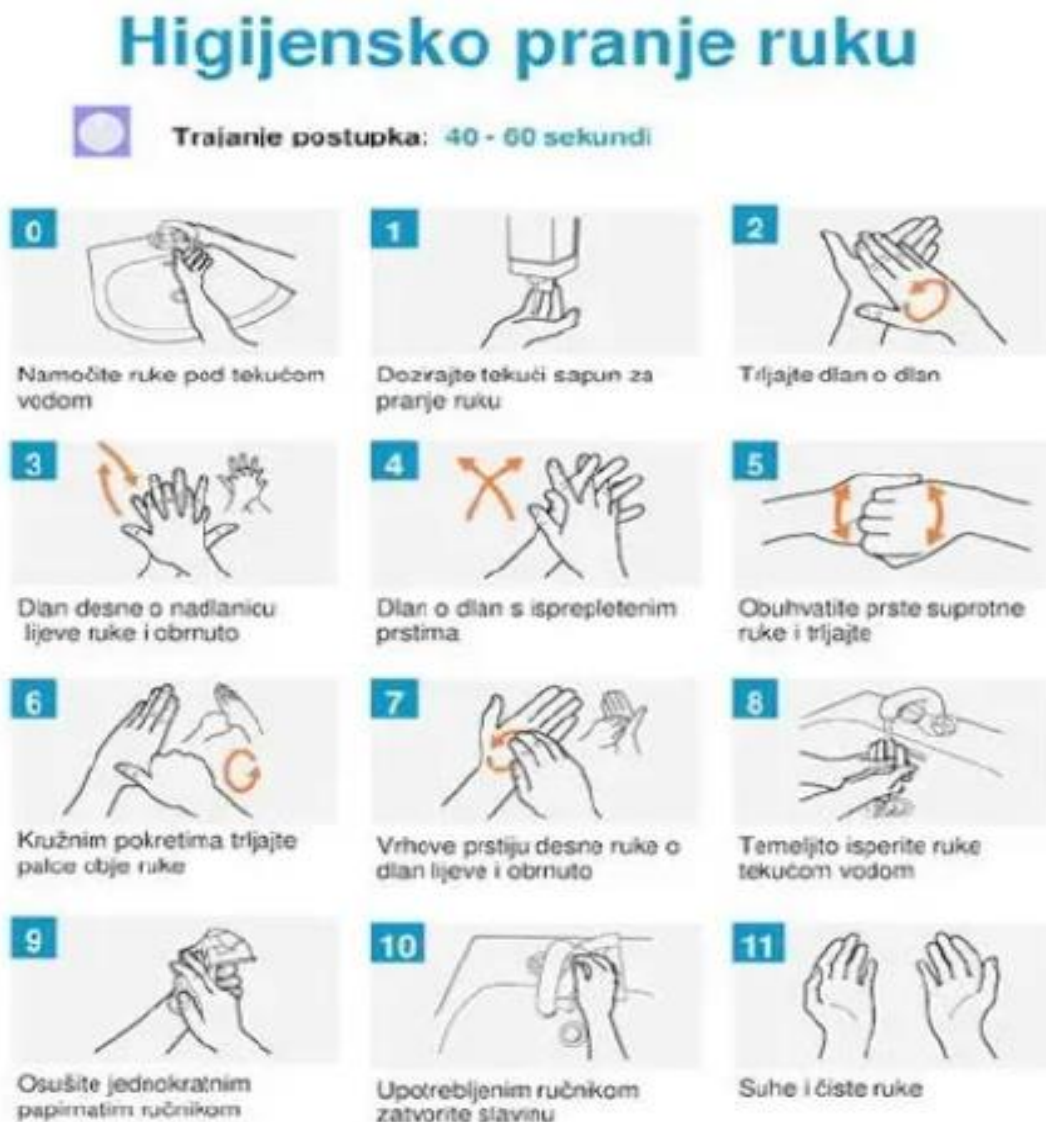 Higijensko pranje ruku
Trajanje postupka: 40 - 60 sekundi
0
Namočite ruke pod tekućom
vodom
1
Dozirajte tekući sapun za
pranje ruku
2
Trljajte dlan o dlan
3
Dlan desne o nadlanicu
lijeve ruke i obrnuto
4
Dlan o dlan s isprepletenim
prstima
5
Obuhvatite prste suprotne
ruke i trljajte
6
Kružnim pokretima trljajte
palce obje ruke
7
Vrhove prstiju desne ruke o
dlan lijeve i obrnuto
8
Temeljito isperite ruke
tekućom vodom
9
Osušite jednokratnim
papirnatim ručnikom
10
Upotrebljenim ručnikom
zatvorite slavinu
11
Suhe i čiste ruke